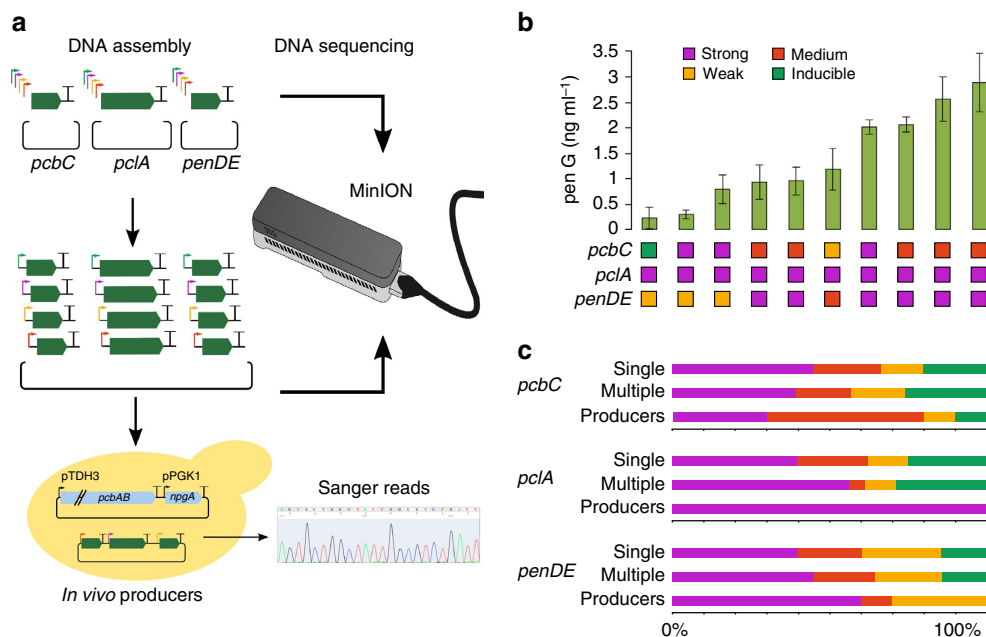 a
DNA assembly
DNA sequencing
pcbC
pclA
penDE
MinION
pTDH3
pPGK1
pcbAB
npgA
Sanger reads
In vivo producers
b
pen G (ng ml−1)
3.5
3
2.5
2
1.5
1
0.5
0
Strong
Medium
Weak
Inducible
pcbC
pclA
penDE
c
pcbC
Single
Multiple
Producers
pclA
Single
Multiple
Producers
penDE
Single
Multiple
Producers
0%
100%